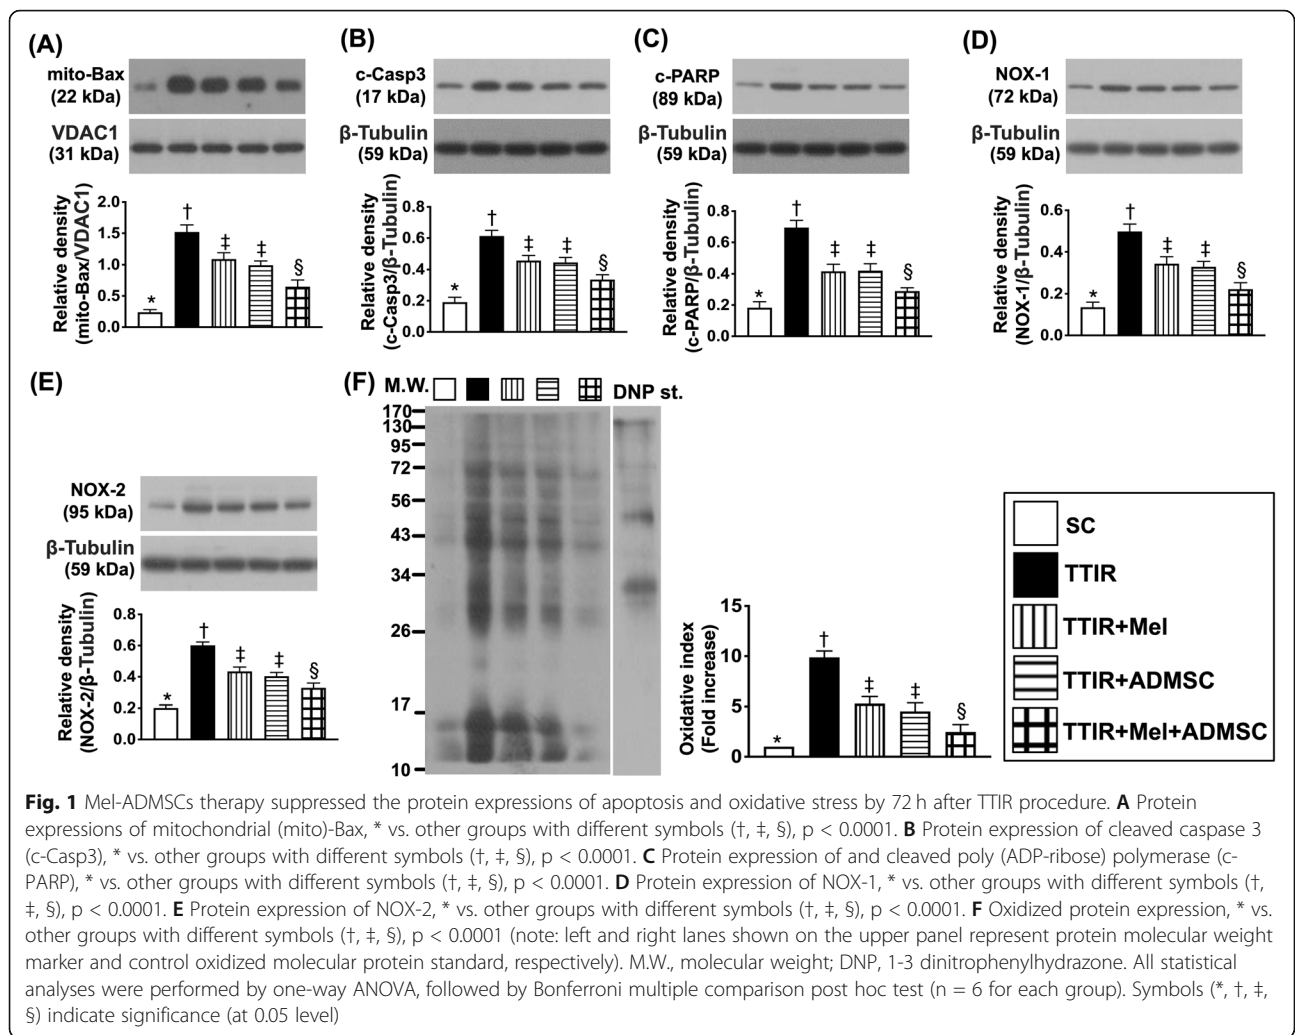 (A)
mito-Bax
(22 kDa)
VDAC1
(31 kDa)
Relative density
(mito-Bax/VDAC1)
2.0
1.5
1.0
0.5
0.0
*
†
‡
‡
§
(B)
c-Casp3
(17 kDa)
β-Tubulin
(59 kDa)
Relative density
(c-Casp3/β-Tubulin)
0.8
0.6
0.4
0.2
0.0
*
†
‡
‡
§
(C)
c-PARP
(89 kDa)
β-Tubulin
(59 kDa)
Relative density
(c-PARP/β-Tubulin)
0.8
0.6
0.4
0.2
0.0
*
†
‡
‡
§
(D)
NOX-1
(72 kDa)
β-Tubulin
(59 kDa)
Relative density
(NOX-1/β-Tubulin)
0.6
0.4
0.2
0.0
*
†
‡
‡
§
(E)
NOX-2
(95 kDa)
β-Tubulin
(59 kDa)
Relative density
(NOX-2/β-Tubulin)
0.8
0.6
0.4
0.2
0.0
*
†
‡
‡
§
(F)
M.W.
DNP st.
170
130
95
72
56
43
34
26
17
10
Oxidative index
(Fold increase)
15
10
5
0
*
†
‡
‡
§
SC
TTIR
TTIR+Mel
TTIR+ADMSC
TTIR+Mel+ADMSC
Fig. 1 Mel-ADMSCs therapy suppressed the protein expressions of apoptosis and oxidative stress by 72 h after TTIR procedure. A Protein
expressions of mitochondrial (mito)-Bax, * vs. other groups with different symbols (†, ‡, §), p < 0.0001. B Protein expression of cleaved caspase 3
(c-Casp3), * vs. other groups with different symbols (†, ‡, §), p < 0.0001. C Protein expression of and cleaved poly (ADP-ribose) polymerase (c-
PARP), * vs. other groups with different symbols (†, ‡, §), p < 0.0001. D Protein expression of NOX-1, * vs. other groups with different symbols (†,
‡, §), p < 0.0001. E Protein expression of NOX-2, * vs. other groups with different symbols (†, ‡, §), p < 0.0001. F Oxidized protein expression, * vs.
other groups with different symbols (†, ‡, §), p < 0.0001 (note: left and right lanes shown on the upper panel represent protein molecular weight
marker and control oxidized molecular protein standard, respectively). M.W., molecular weight; DNP, 1-3 dinitrophenylhydrazone. All statistical
analyses were performed by one-way ANOVA, followed by Bonferroni multiple comparison post hoc test (n = 6 for each group). Symbols (*, †, ‡,
§) indicate significance (at 0.05 level)